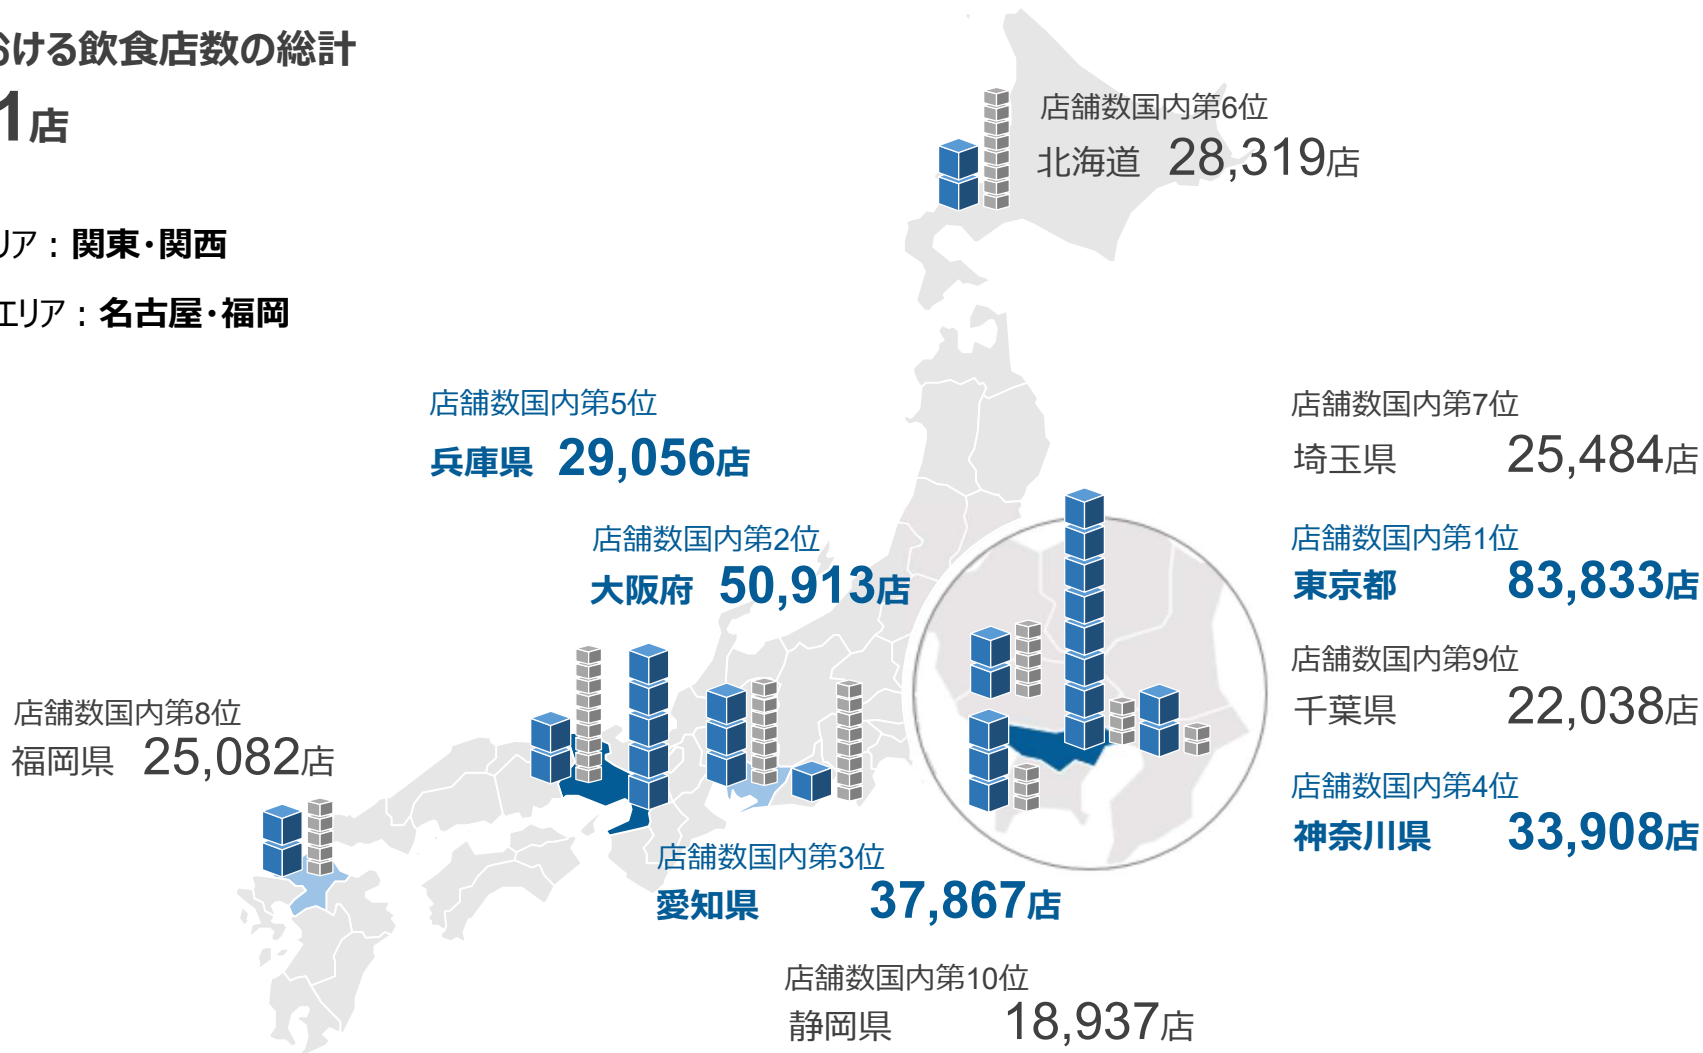 おける飲食店数の総計
1店
リア：関東・関西
エリア：名古屋・福岡
店舗数国内第6位
北海道 28,319店
店舗数国内第5位
兵庫県 29,056店
店舗数国内第2位
大阪府 50,913店
店舗数国内第7位
埼玉県 25,484店
店舗数国内第1位
東京都 83,833店
店舗数国内第9位
千葉県 22,038店
店舗数国内第4位
神奈川県 33,908店
店舗数国内第8位
福岡県 25,082店
店舗数国内第3位
愛知県 37,867店
店舗数国内第10位
静岡県 18,937店